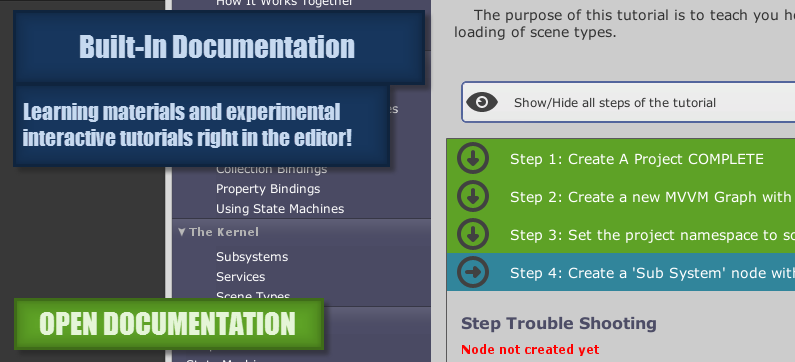 How It Works Together
Built-In Documentation
Learning materials and experimental
interactive tutorials right in the editor!
Collection Bindings
Property Bindings
Using State Machines
The Kernel
Subsystems
Services
Scene Types
OPEN DOCUMENTATION
The purpose of this tutorial is to teach you
loading of scene types.
Show/Hide all steps of the tutorial
Step 1: Create A Project COMPLETE
Step 2: Create a new MVVM Graph with
Step 3: Set the project namespace to
Step 4: Create a 'Sub System' node
Step Trouble Shooting
Node not created yet